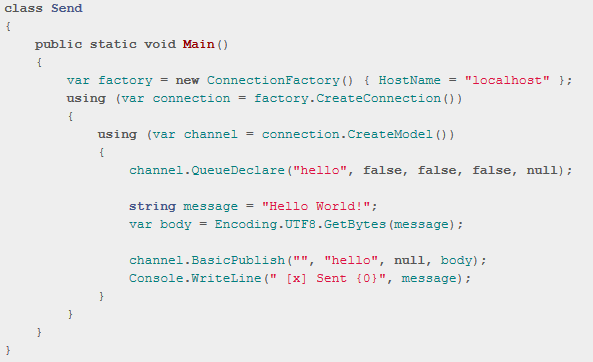 class Send
{
    public static void Main()
    {
        var factory = new ConnectionFactory() { HostName = "localhost" };
        using (var connection = factory.CreateConnection())
        {
            using (var channel = connection.CreateModel())
            {
                channel.QueueDeclare("hello", false, false, false, null);

                string message = "Hello World!";
                var body = Encoding.UTF8.GetBytes(message);

                channel.BasicPublish("", "hello", null, body);
                Console.WriteLine(" [x] Sent {0}", message);
            }
        }
    }
}